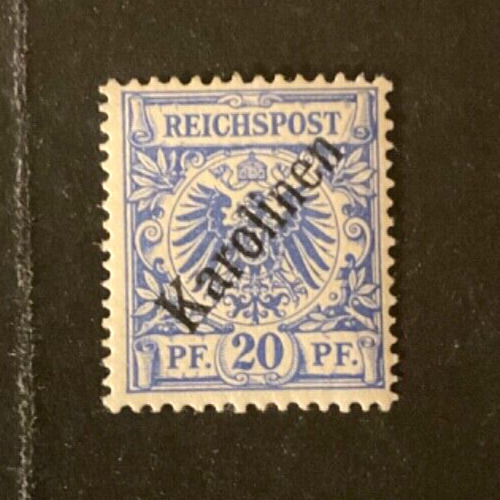 REICHSPOST
Karolinen
PF. 20 PF.